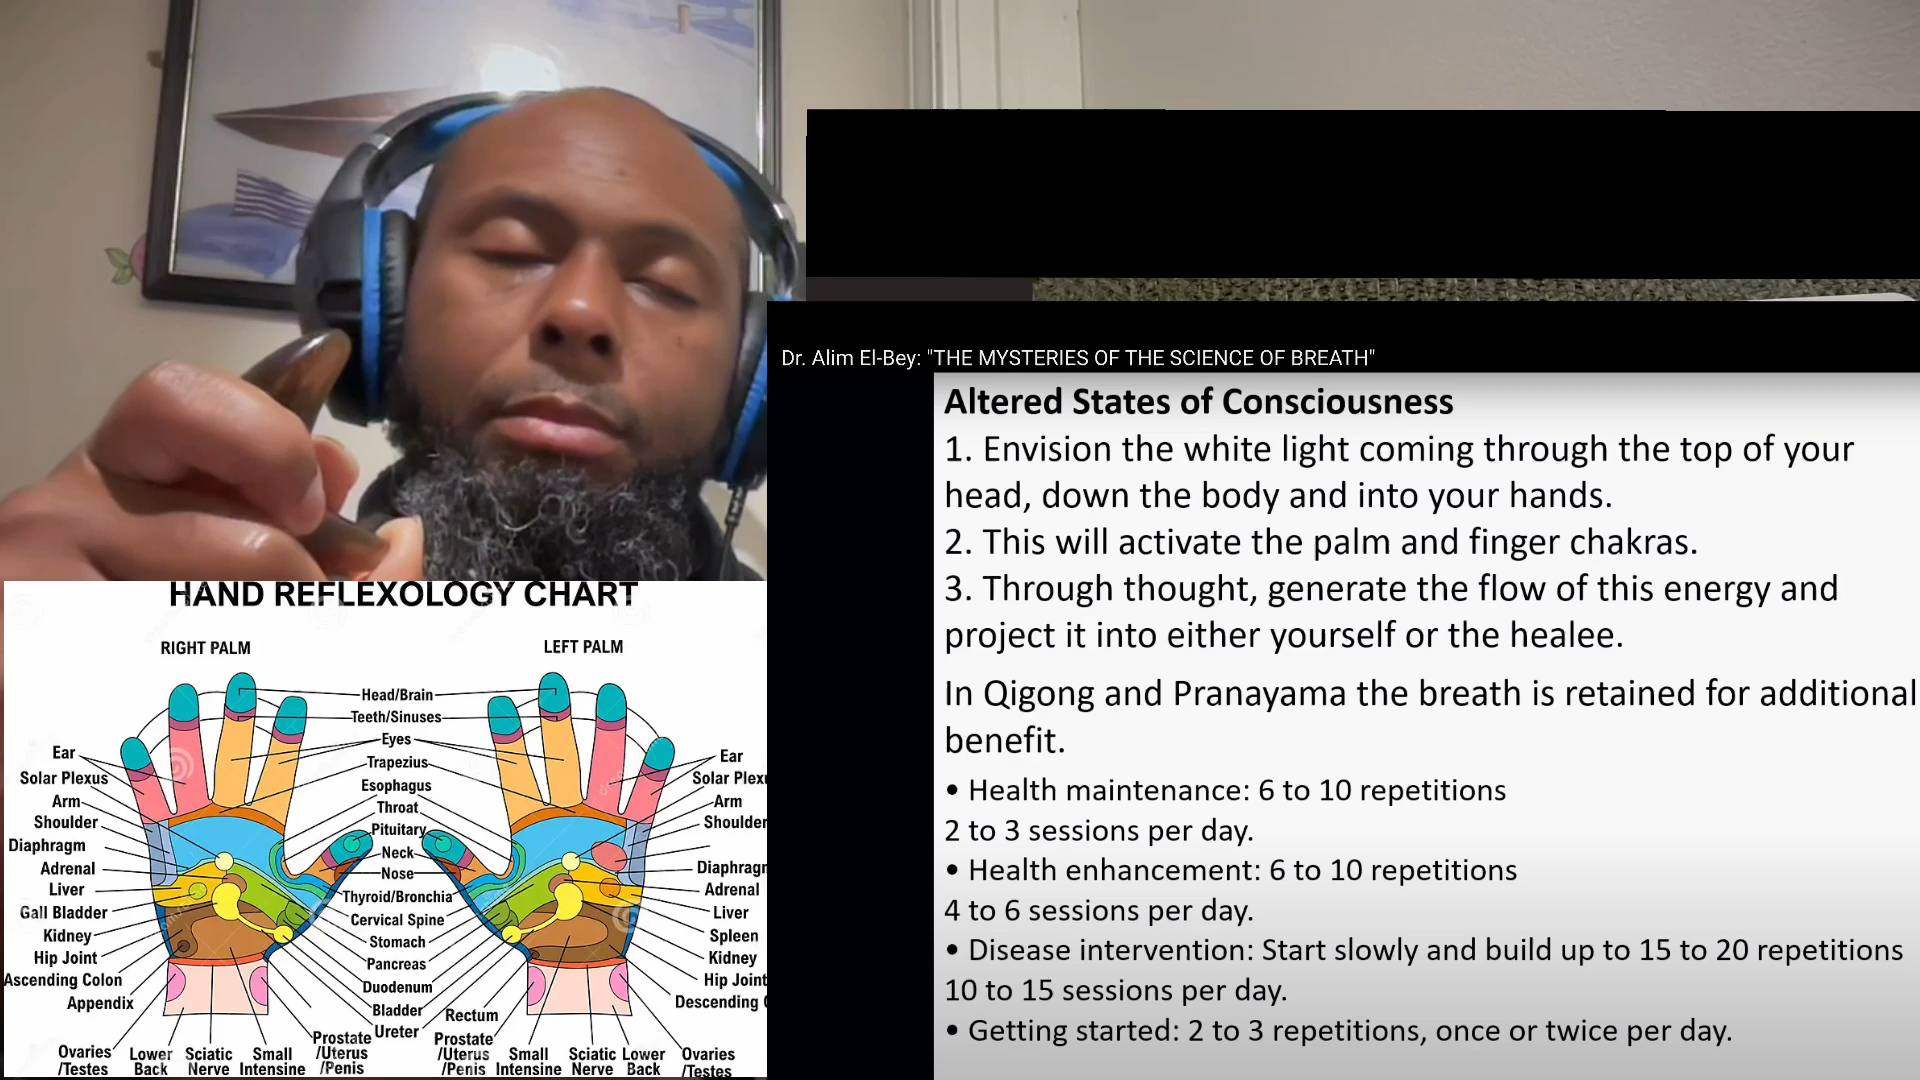 Dr. Alim El-Bey: "THE MYSTERIES OF THE SCIENCE OF BREATH"
Altered States of Consciousness
1. Envision the white light coming through the top of your
head, down the body and into your hands.
2. This will activate the palm and finger chakras.
3. Through thought, generate the flow of this energy and
project it into either yourself or the healee.
In Qigong and Pranayama the breath is retained for additional
benefit.
• Health maintenance: 6 to 10 repetitions
2 to 3 sessions per day.
• Health enhancement: 6 to 10 repetitions
4 to 6 sessions per day.
• Disease intervention: Start slowly and build up to 15 to 20 repetitions
10 to 15 sessions per day.
• Getting started: 2 to 3 repetitions, once or twice per day.
HAND REFLEXOLOGY CHART
RIGHT PALM
LEFT PALM
Head/Brain
Teeth/Sinuses
Eyes
Trapezius
Esophagus
Throat
Pituitary
Neck
Nose
Thyroid/Bronchia
Cervical Spine
Stomach
Pancreas
Duodenum
Bladder
Ureter
Ear
Solar Plexus
Arm
Shoulder
Diaphragm
Adrenal
Liver
Gall Bladder
Kidney
Hip Joint
Ascending Colon
Appendix
Ovaries
/Testes
Lower
Back
Sciatic
Nerve
Small
Intensine
Prostate
/Uterus
/Penis
Ear
Solar Plexu
Arm
Shoulder
Diaphragn
Adrenal
Liver
Spleen
Kidney
Hip Joint
Descending
Rectum
Prostate
/Uterus
/Penis
Small
Intensine
Sciatic
Nerve
Lower
Back
Ovaries
/Testes